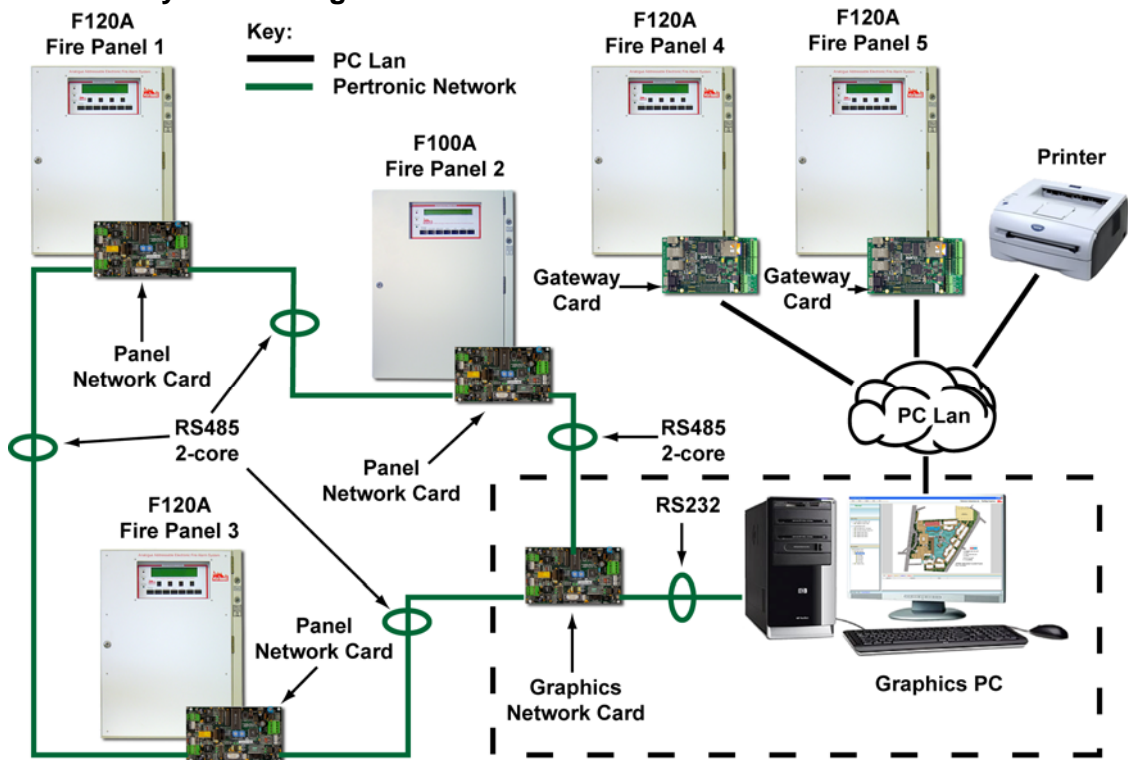 F120A
Fire Panel 1
Key:
PC Lan
Pertronic Network
F120A
Fire Panel 4
F120A
Fire Panel 5
F100A
Fire Panel 2
Printer
Gateway
Card
Gateway
Card
Panel
Network Card
PC Lan
RS485
2-core
RS485
2-core
Panel
Network Card
RS232
F120A
Fire Panel 3
Panel
Network Card
Graphics
Network Card
Graphics PC